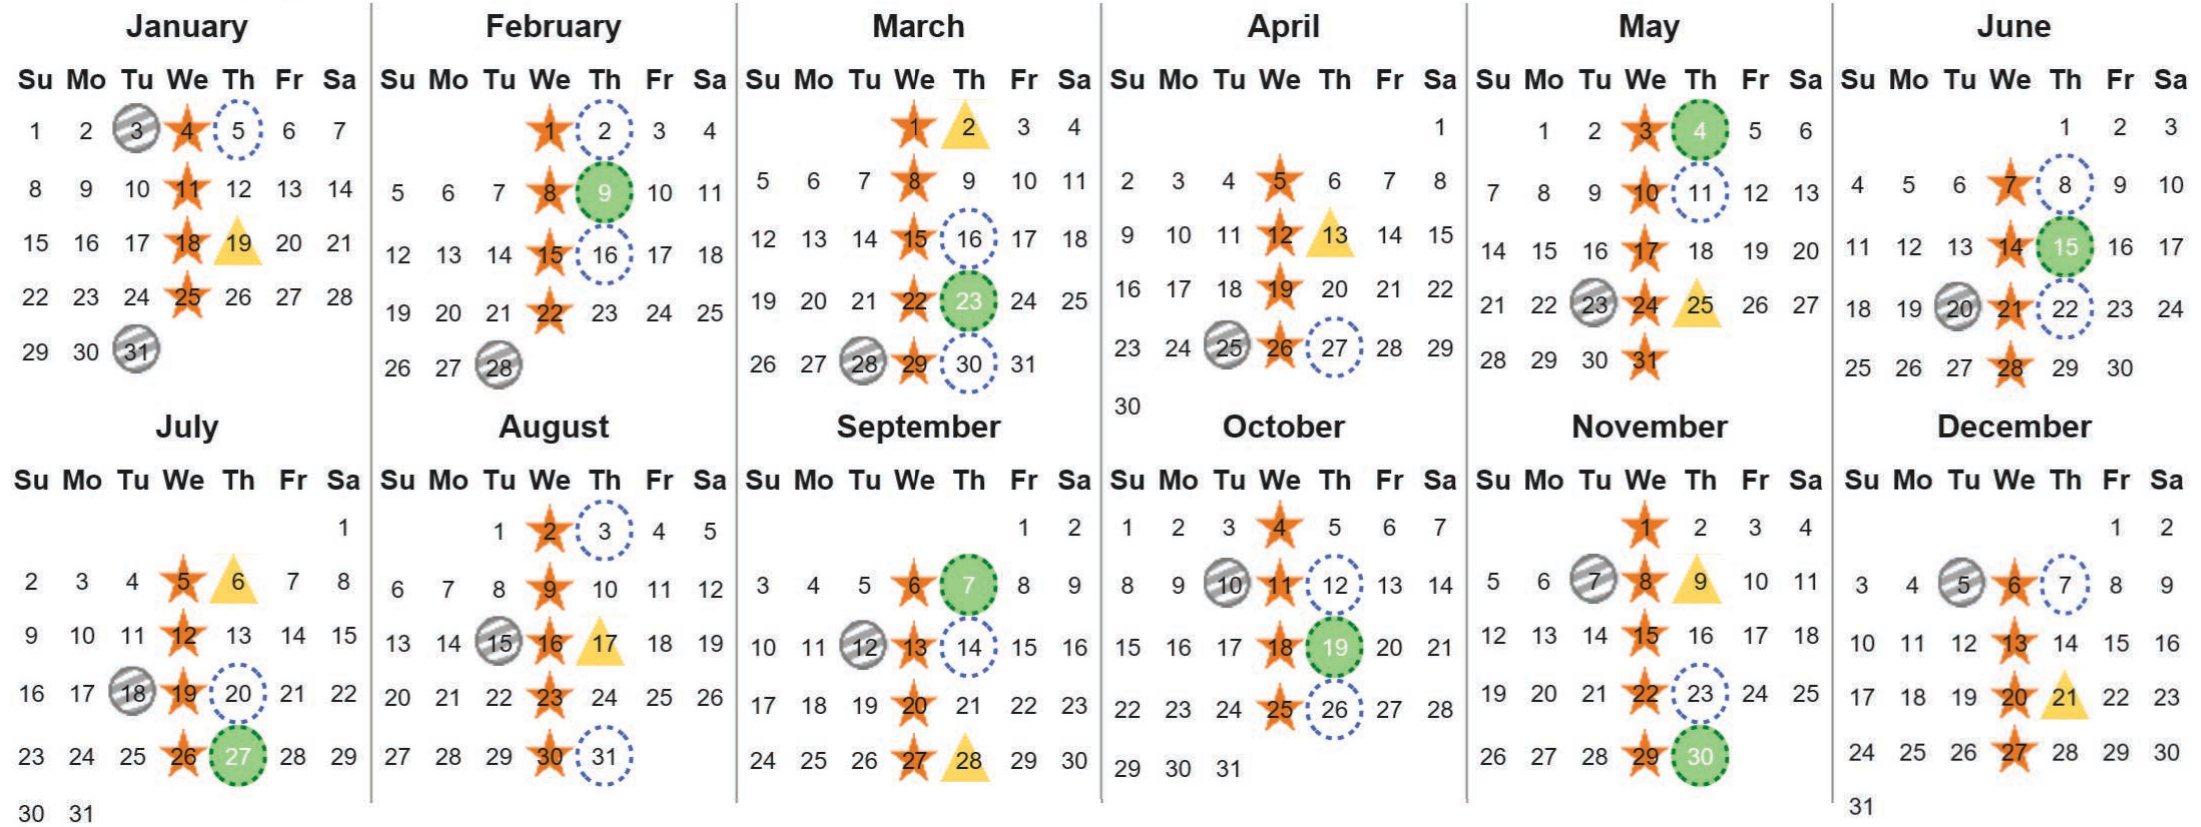 January
Su Mo Tu We Th Fr Sa
1 2 3 4 5 6 7
8 9 10 11 12 13 14
15 16 17 18 19 20 21
22 23 24 25 26 27 28
29 30 31
February
Su Mo Tu We Th Fr Sa
1 2 3 4
5 6 7 8 9 10 11
12 13 14 15 16 17 18
19 20 21 22 23 24 25
26 27 28
March
Su Mo Tu We Th Fr Sa
1 2 3 4
5 6 7 8 9 10 11
12 13 14 15 16 17 18
19 20 21 22 23 24 25
26 27 28 29 30 31
April
Su Mo Tu We Th Fr Sa
1
2 3 4 5 6 7 8
9 10 11 12 13 14 15
16 17 18 19 20 21 22
23 24 25 26 27 28 29
30
May
Su Mo Tu We Th Fr Sa
1 2 3 4 5 6
7 8 9 10 11 12 13
14 15 16 17 18 19 20
21 22 23 24 25 26 27
28 29 30 31
June
Su Mo Tu We Th Fr Sa
1 2 3
4 5 6 7 8 9 10
11 12 13 14 15 16 17
18 19 20 21 22 23 24
25 26 27 28 29 30
July
Su Mo Tu We Th Fr Sa
1
2 3 4 5 6 7 8
9 10 11 12 13 14 15
16 17 18 19 20 21 22
23 24 25 26 27 28 29
30 31
August
Su Mo Tu We Th Fr Sa
1 2 3 4 5
6 7 8 9 10 11 12
13 14 15 16 17 18 19
20 21 22 23 24 25 26
27 28 29 30 31
September
Su Mo Tu We Th Fr Sa
1 2
3 4 5 6 7 8 9
10 11 12 13 14 15 16
17 18 19 20 21 22 23
24 25 26 27 28 29 30
October
Su Mo Tu We Th Fr Sa
1 2 3 4 5 6 7
8 9 10 11 12 13 14
15 16 17 18 19 20 21
22 23 24 25 26 27 28
29 30 31
November
Su Mo Tu We Th Fr Sa
1 2 3 4
5 6 7 8 9 10 11
12 13 14 15 16 17 18
19 20 21 22 23 24 25
26 27 28 29 30
December
Su Mo Tu We Th Fr Sa
1 2
3 4 5 6 7 8 9
10 11 12 13 14 15 16
17 18 19 20 21 22 23
24 25 26 27 28 29 30
31